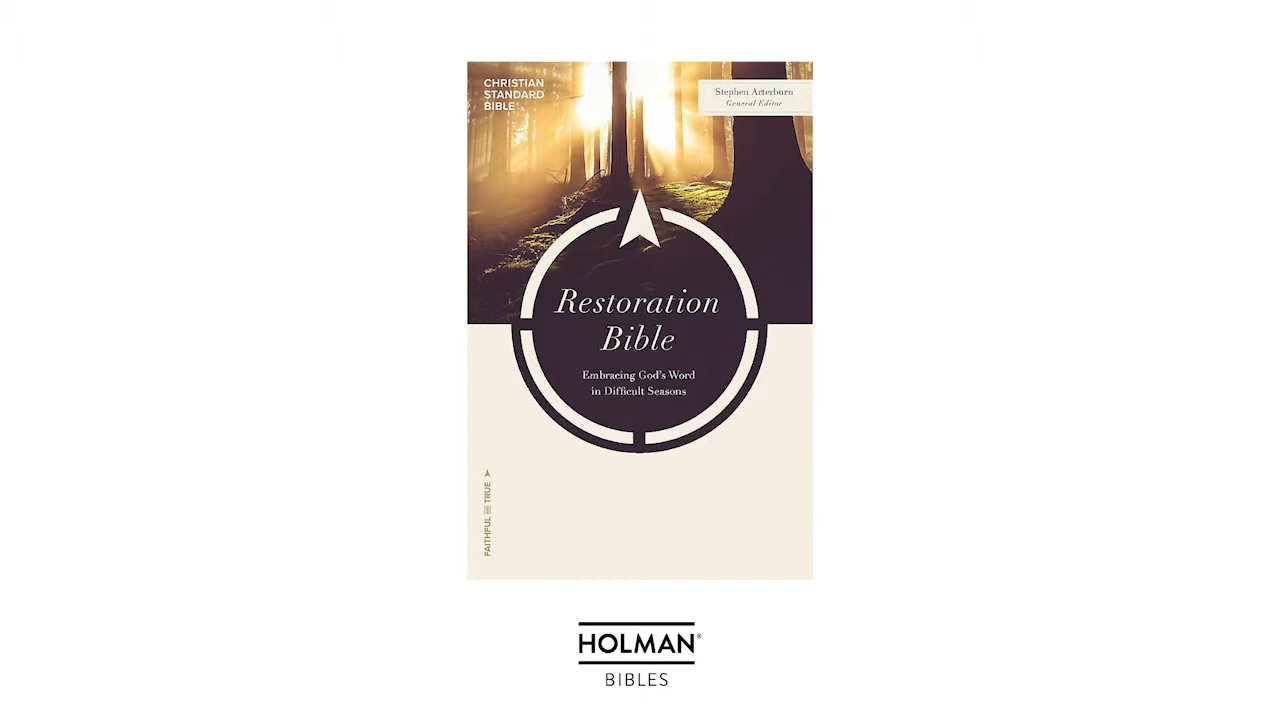 CHRISTIAN
STANDARD
BIBLE®
Stephen Arterburn
General Editor
Restoration
Bible
Embracing God's Word
in Difficult Seasons
FAITHFUL AND TRUE
HOLMAN®
BIBLES